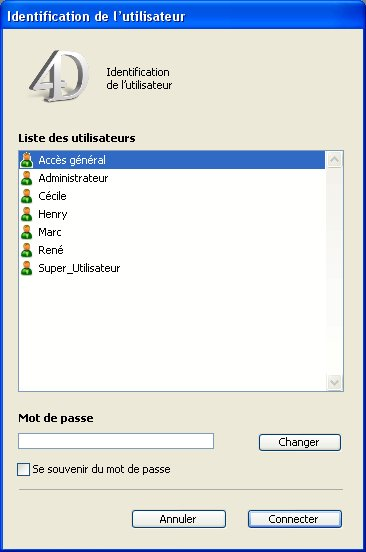 Identification de l'utilisateur
4D
Identification
de l'utilisateur
Liste des utilisateurs
Accès général
Administrateur
Cécile
Henry
Marc
René
Super_Utilisateur
Mot de passe
Changer
Se souvenir du mot de passe
Annuler
Connecter